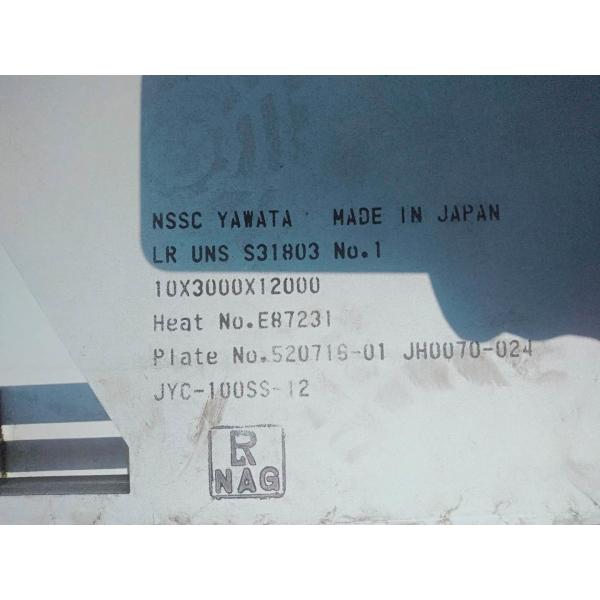 NSSC YAWATA MADE IN JAPAN
LR UNS S31803 No.1
10X3000X12000
Heat No.E87231
Plate No.520716-01 JH0070-024
JYC-100SS-12
LR
NAG